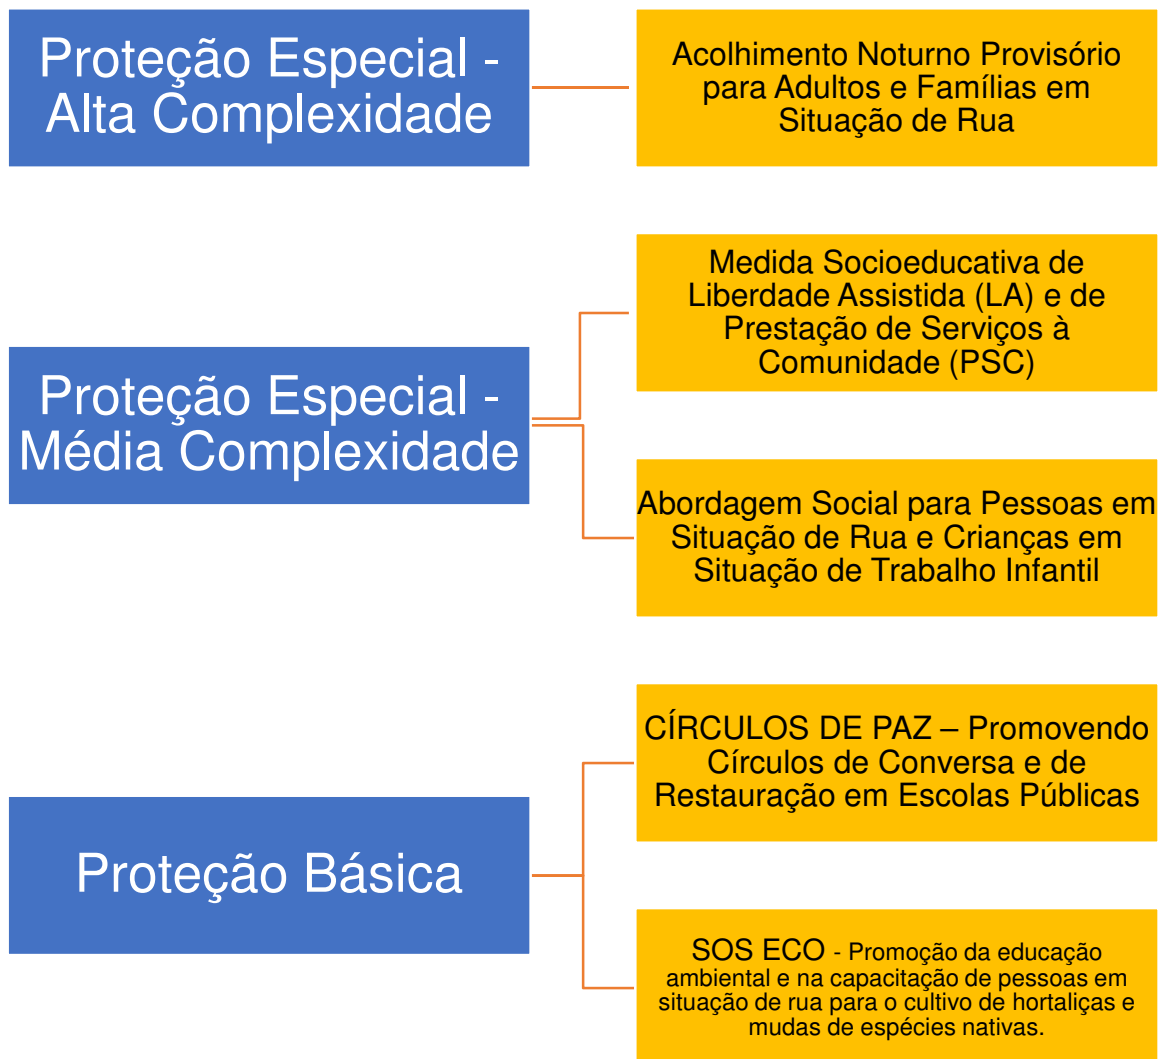 Proteção Especial -
Alta Complexidade
Acolhimento Noturno Provisório
para Adultos e Famílias em
Situação de Rua
Proteção Especial -
Média Complexidade
Medida Socioeducativa de
Liberdade Assistida (LA) e de
Prestação de Serviços à
Comunidade (PSC)
Abordagem Social para Pessoas em
Situação de Rua e Crianças em
Situação de Trabalho Infantil
Proteção Básica
CÍRCULOS DE PAZ – Promovendo
Círculos de Conversa e de
Restauração em Escolas Públicas
SOS ECO - Promoção da educação
ambiental e na capacitação de pessoas em
situação de rua para o cultivo de hortaliças e
mudas de espécies nativas.